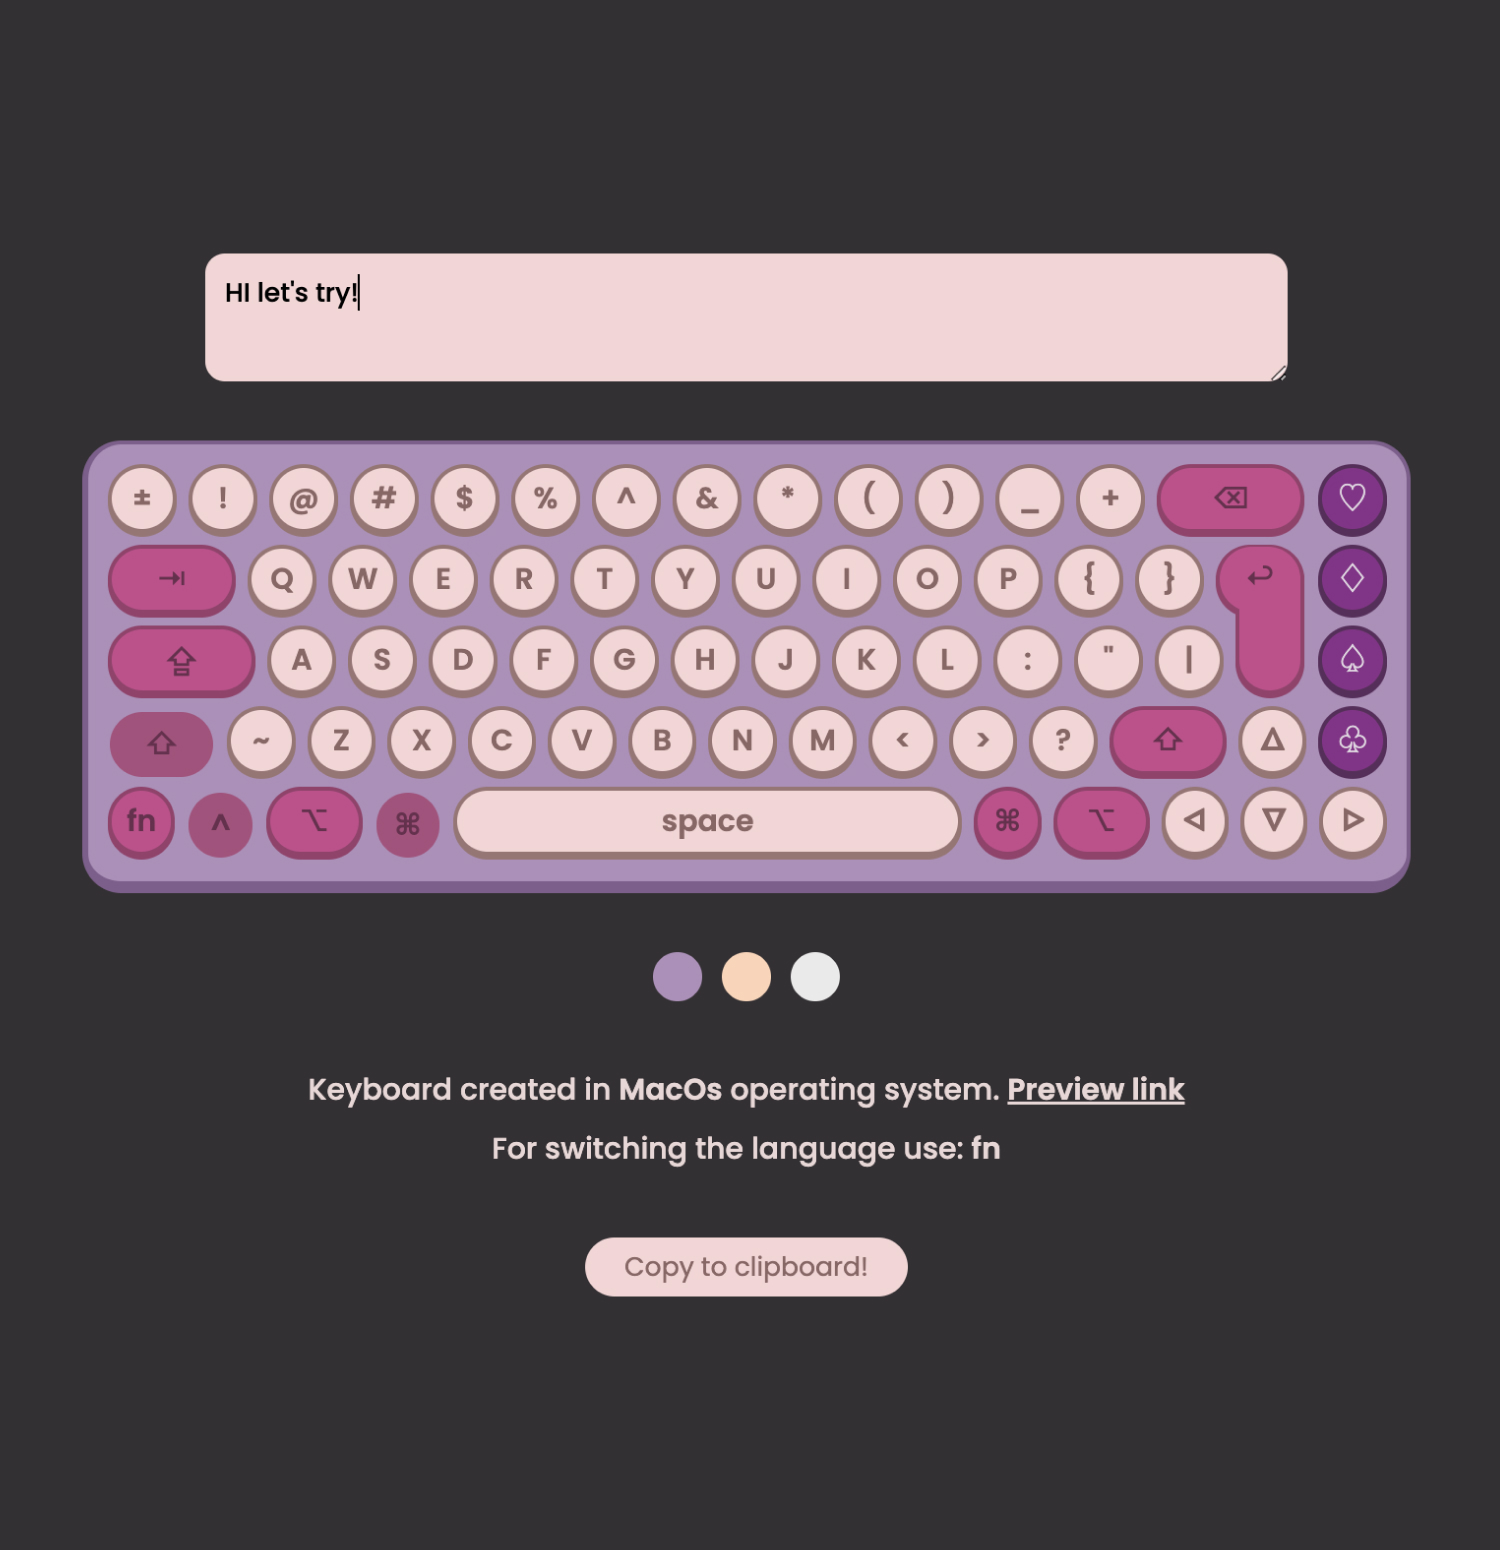 HI let's try!
± ! @ # $ % ^ & * ( ) _ + ⌫ ♡
⇥ Q W E R T Y U I O P { } ↩ ♢
⇪ A S D F G H J K L : " | ♤
⇧ ~ Z X C V B N M < > ? ⇧ △ ♧
fn ^ ⌥ ⌘ space ⌘ ⌥ ◁ ▽ ▷
Keyboard created in MacOs operating system. Preview link
For switching the language use: fn
Copy to clipboard!